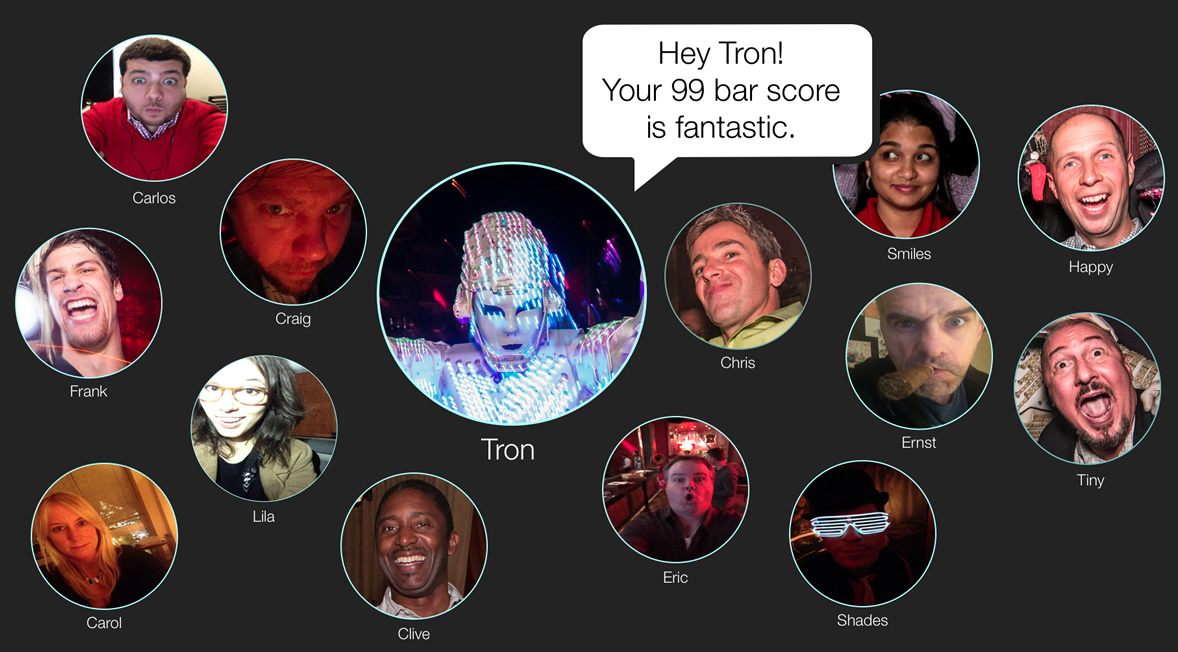 Hey Tron!
Your 99 bar score
is fantastic.
Carlos
Smiles
Happy
Craig
Chris
Frank
Tron
Ernst
Tiny
Lila
Eric
Carol
Clive
Shades